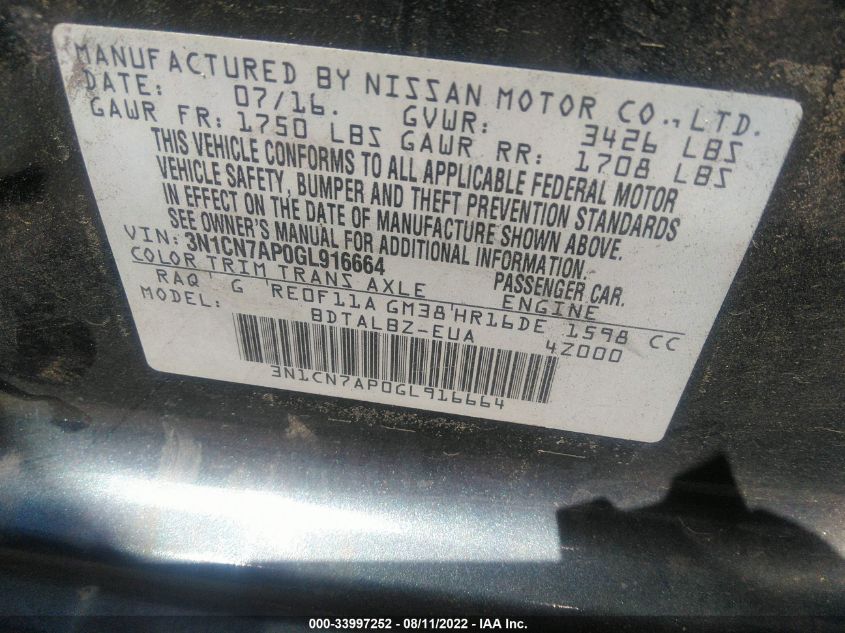 MANUFACTURED BY NISSAN MOTOR CO., LTD.
DATE: 07/16. GVWR: 3426 LBS
GAWR FR: 1750 LBS GAWR RR: 1708 LBS
THIS VEHICLE CONFORMS TO ALL APPLICABLE FEDERAL MOTOR
VEHICLE SAFETY, BUMPER AND THEFT PREVENTION STANDARDS
IN EFFECT ON THE DATE OF MANUFACTURE SHOWN ABOVE.
SEE OWNER'S MANUAL FOR ADDITIONAL INFORMATION.
VIN: 3N1CN7AP0GL916664 PASSENGER CAR.
COLOR TRIM TRANS AXLE ENGINE
RAQ G RE0F11A GM38 HR16DE 1598 CC
MODEL: BDTALBZ-EUA 4Z000
3N1CN7AP0GL916664
000-33997252 - 08/11/2022 - IAA Inc.